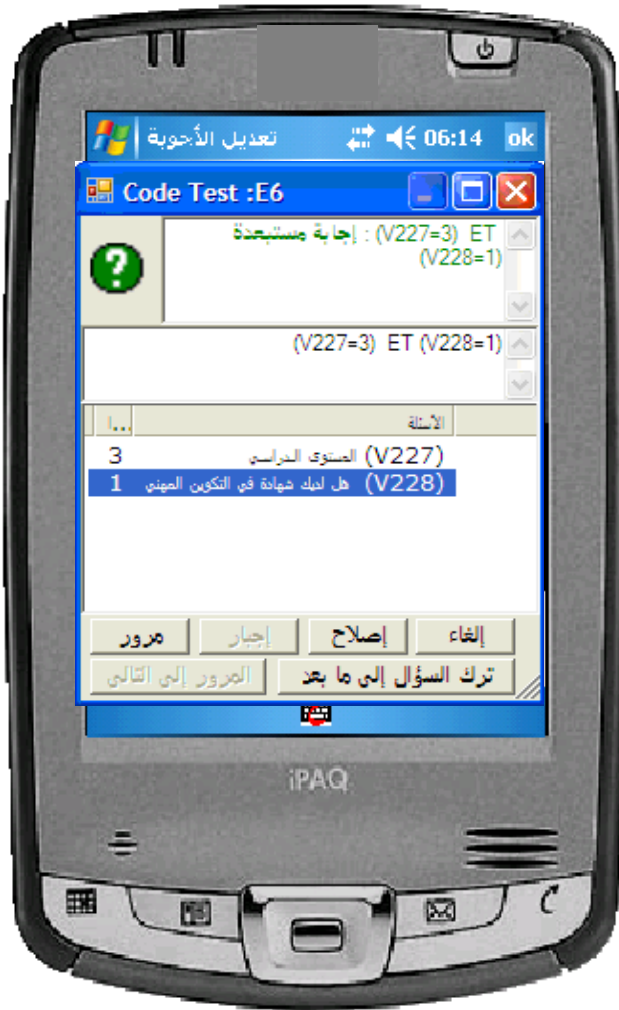 تعديل الأجوبة 06:14 ok
Code Test :E6
(V227=3) ET : إجابة مستبعدة
(V228=1)
(V227=3) ET (V228=1)
الأسئلة ا...
(V227) المستوى الدراسي 3
(V228) هل لديك شهادة في التكوين المهني 1
إلغاء إصلاح إجبار مرور
ترك السؤال إلى ما بعد المرور إلى التالي
iPAQ